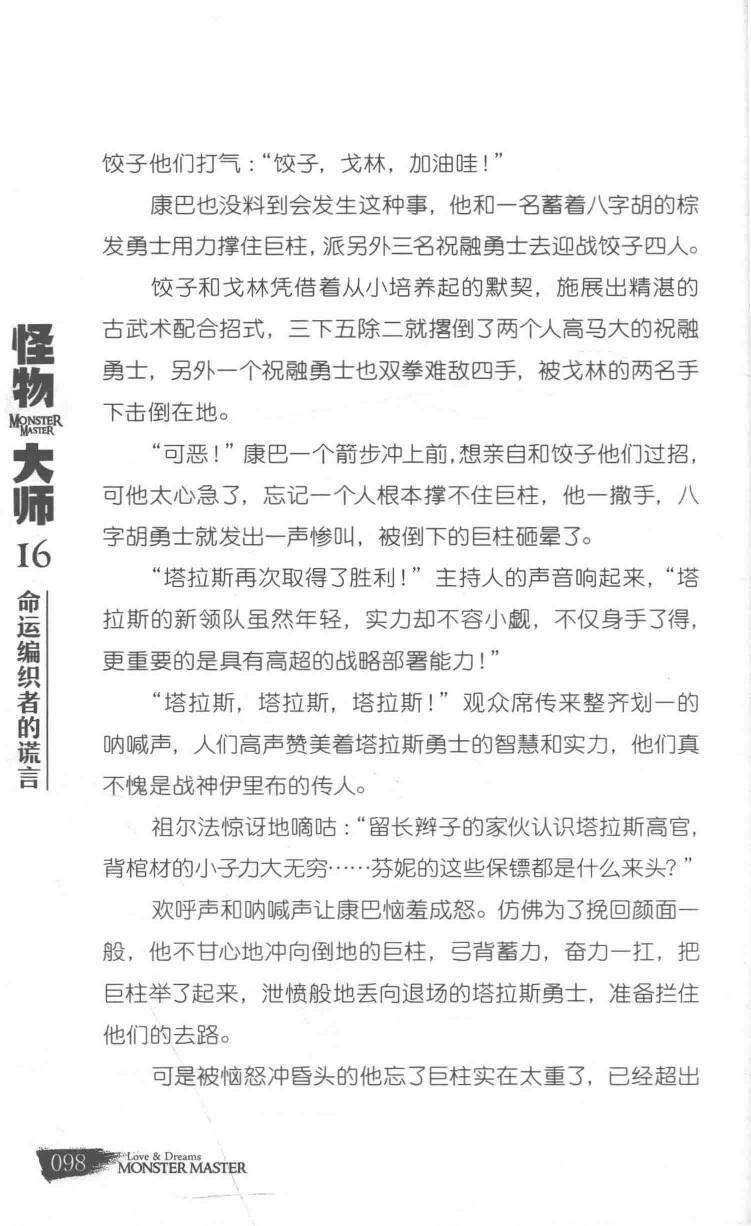 饺子他们打气：“饺子，戈林，加油哇！”
康巴也没料到会发生这种事，他和一名蓄着八字胡的棕
发勇士用力撑住巨柱，派另外三名祝融勇士去迎战饺子四人。
饺子和戈林凭借着从小培养起的默契，施展出精湛的
古武术配合招式，三下五除二就撂倒了两个人高马大的祝融
勇士，另外一个祝融勇士也双拳难敌四手，被戈林的两名手
下击倒在地。
“可恶！”康巴一个箭步冲上前，想亲自和饺子他们过招，
可他太心急了，忘记一个人根本撑不住巨柱，他一撒手，八
字胡勇士就发出一声惨叫，被倒下的巨柱砸晕了。
“塔拉斯再次取得了胜利！”主持人的声音响起来，“塔
拉斯的新领队虽然年轻，实力却不容小觑，不仅身手了得，
更重要的是具有高超的战略部署能力！”
“塔拉斯，塔拉斯，塔拉斯！”观众席传来整齐划一的
呐喊声，人们高声赞美着塔拉斯勇士的智慧和实力，他们真
不愧是战神伊里布的传人。
祖尔法惊讶地嘀咕：“留长辫子的家伙认识塔拉斯高官，
背棺材的小子力大无穷……芬妮的这些保镖都是什么来头？”
欢呼声和呐喊声让康巴恼羞成怒。仿佛为了挽回颜面一
般，他不甘心地冲向倒地的巨柱，弓背蓄力，奋力一扛，把
巨柱举了起来，泄愤般地丢向退场的塔拉斯勇士，准备拦住
他们的去路。
可是被恼怒冲昏头的他忘了巨柱实在太重了，已经超出
怪物
MONSTER
MASTER
大师
16
命运编织者的谎言
098
Love & Dreams
MONSTER MASTER